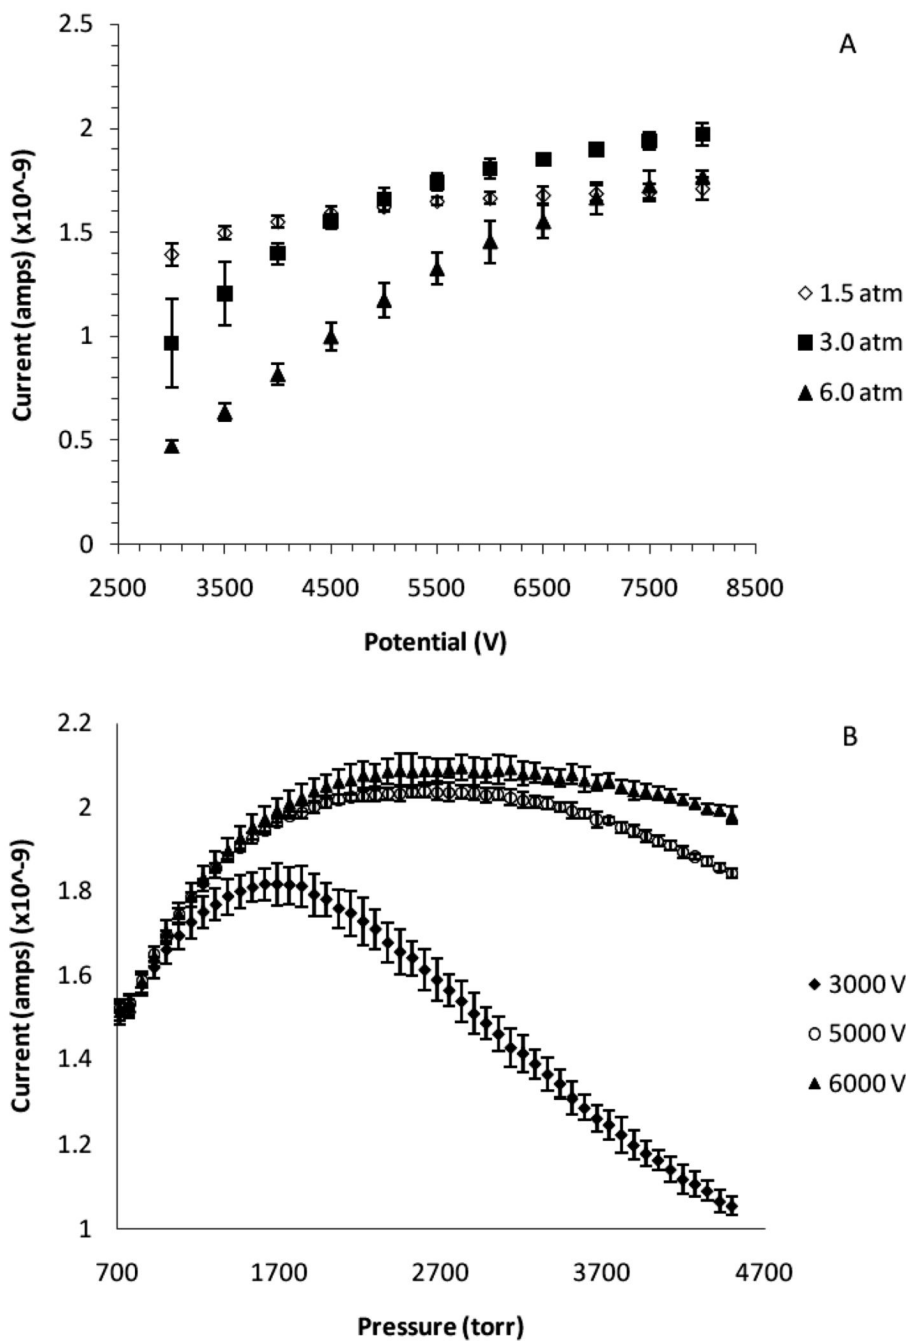 A
2.5
2
1.5
1
0.5
0
Current (amps) (x10^-9)
2500 3500 4500 5500 6500 7500 8500
Potential (V)
1.5 atm
3.0 atm
6.0 atm
B
2.2
2
1.8
1.6
1.4
1.2
1
Current (amps) (x10^-9)
700 1700 2700 3700 4700
Pressure (torr)
3000 V
5000 V
6000 V